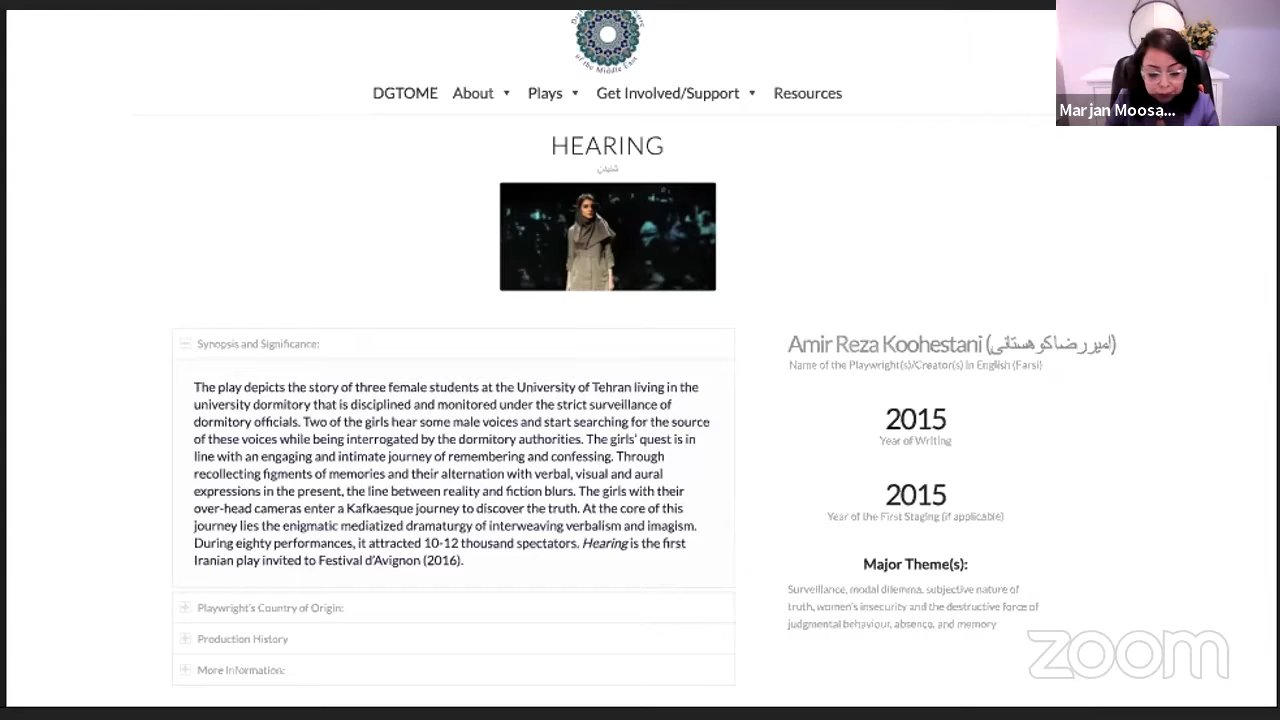 of the Middle East
DGTOME About Plays Get Involved/Support Resources
Marjan Moosa...
HEARING
شنیدن
Synopsis and Significance:
The play depicts the story of three female students at the University of Tehran living in the
university dormitory that is disciplined and monitored under the strict surveillance of
dormitory officials. Two of the girls hear some male voices and start searching for the source
of these voices while being interrogated by the dormitory authorities. The girls' quest is in
line with an engaging and intimate journey of remembering and confessing. Through
recollecting figments of memories and their alternation with verbal, visual and aural
expressions in the present, the line between reality and fiction blurs. The girls with their
over-head cameras enter a Kafkaesque journey to discover the truth. At the core of this
journey lies the enigmatic mediatized dramaturgy of interweaving verbalism and imagism.
During eighty performances, it attracted 10-12 thousand spectators. Hearing is the first
Iranian play invited to Festival d'Avignon (2016).
Playwright's Country of Origin:
Production History
More Information:
Amir Reza Koohestani (امیررضاکوهستانی)
Name of the Playwright(s)/Creator(s) In English (Farsi)
2015
Year of Writing
2015
Year of the First Staging (if applicable)
Major Theme(s):
Surveillance, modal dilemma, subjective nature of
truth, women's insecurity and the destructive force of
judgmental behaviour, absence, and memory
zoom